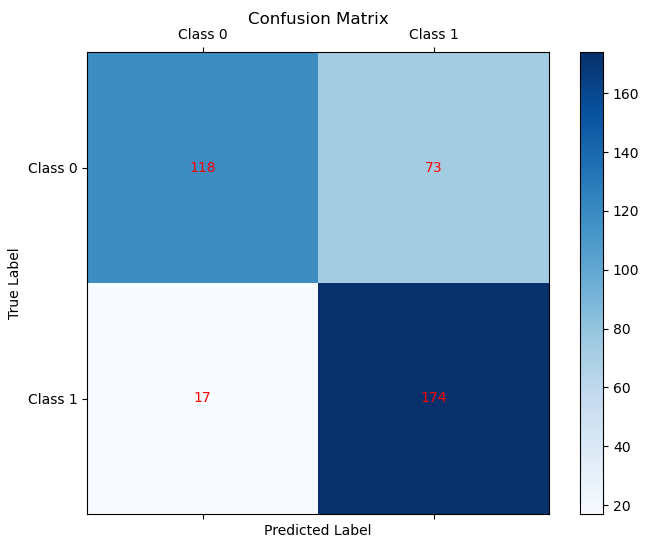 Confusion Matrix
Class 0 Class 1
160
140
120
100
80
60
40
20
True Label
Class 0
118 73
Class 1
17 174
Predicted Label